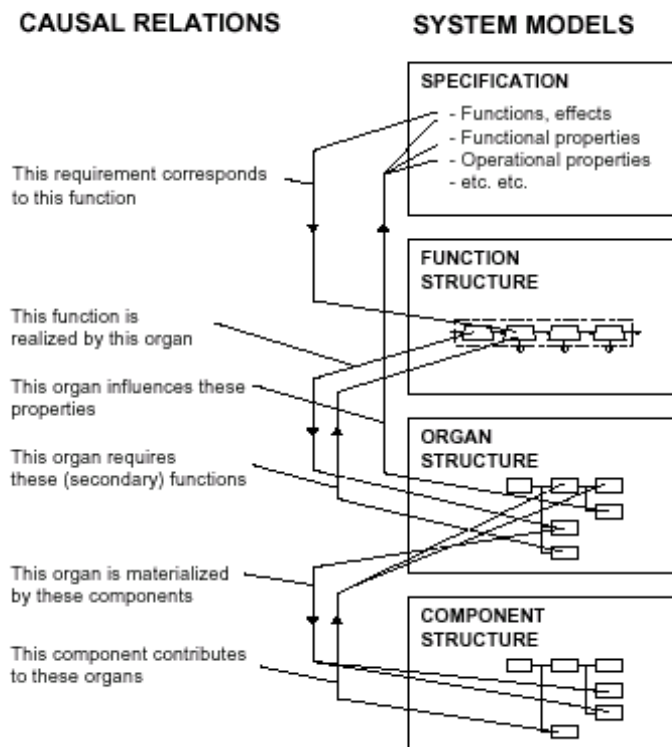 CAUSAL RELATIONS
SYSTEM MODELS
SPECIFICATION
- Functions, effects
- Functional properties
- Operational properties
- etc. etc.
This requirement corresponds
to this function
FUNCTION
STRUCTURE
This function is
realized by this organ
This organ influences these
properties
ORGAN
STRUCTURE
This organ requires
these (secondary) functions
This organ is materialized
by these components
COMPONENT
STRUCTURE
This component contributes
to these organs